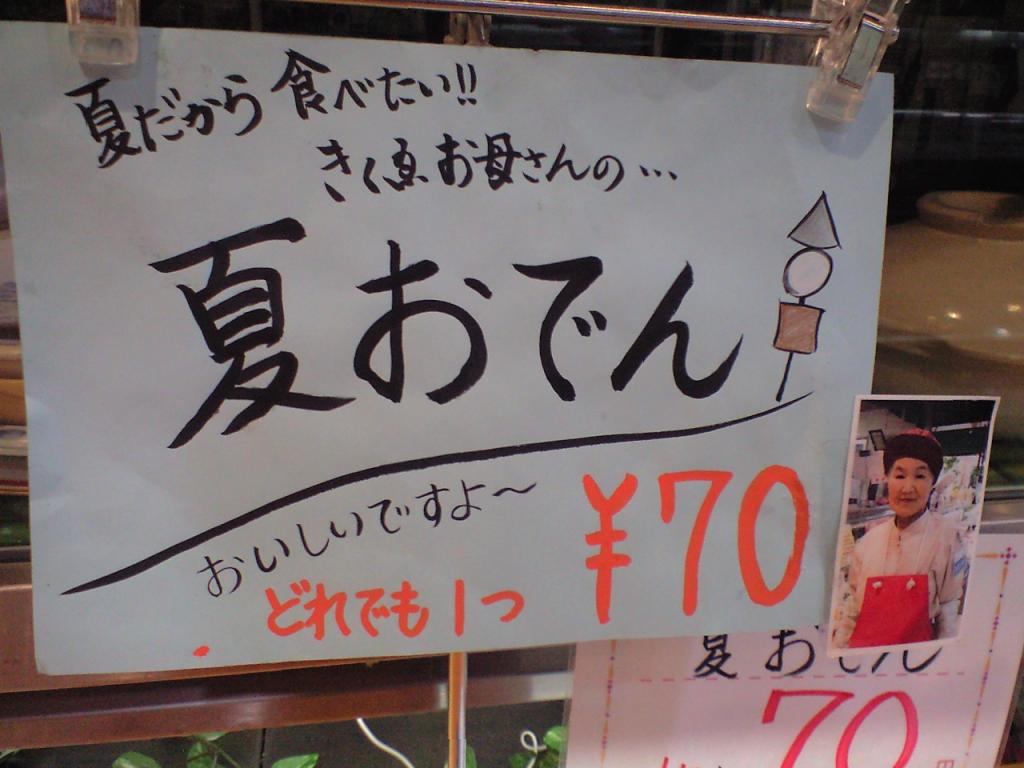 夏だから 食べたい!!
きくゑお母さんの…
夏おでん
おいしいですよ～
どれでも1つ ¥70
夏おでん
70
円